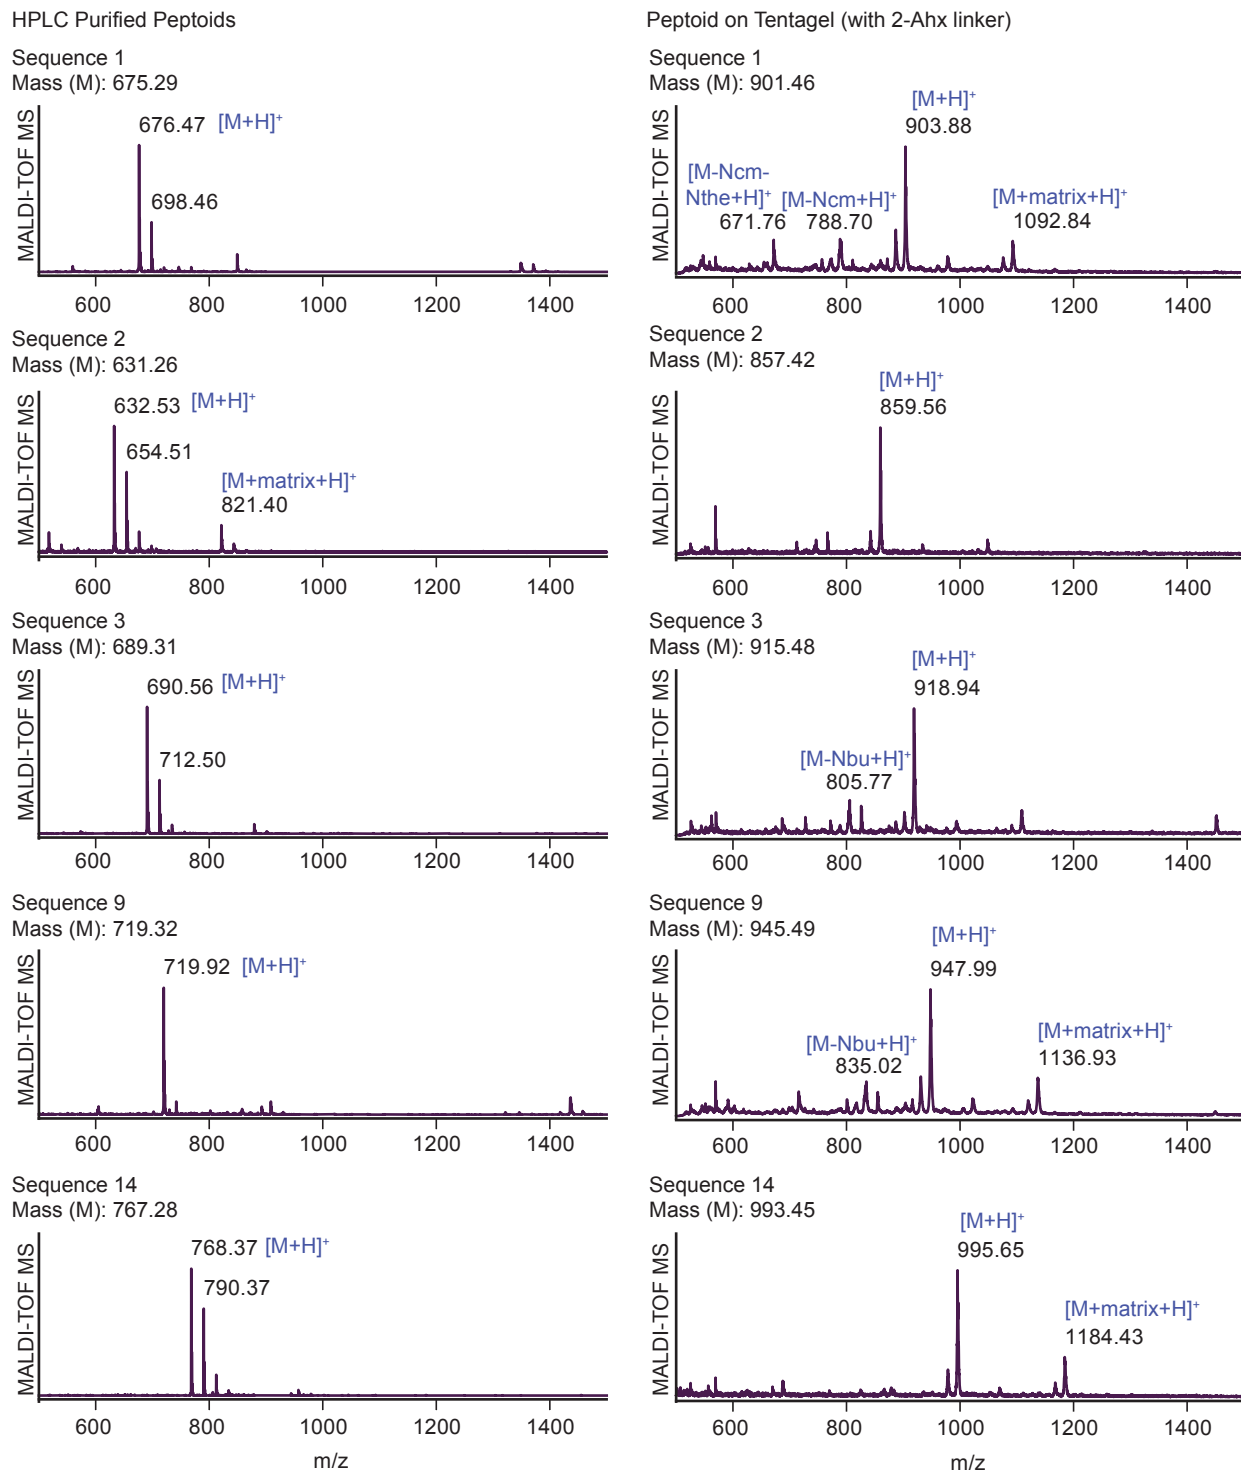 HPLC Purified Peptoids
Sequence 1
Mass (M): 675.29
MALDI-TOF MS
676.47 [M+H]⁺
698.46
600 800 1000 1200 1400
Sequence 2
Mass (M): 631.26
MALDI-TOF MS
632.53 [M+H]⁺
654.51
[M+matrix+H]⁺
821.40
600 800 1000 1200 1400
Sequence 3
Mass (M): 689.31
MALDI-TOF MS
690.56 [M+H]⁺
712.50
600 800 1000 1200 1400
Sequence 9
Mass (M): 719.32
MALDI-TOF MS
719.92 [M+H]⁺
600 800 1000 1200 1400
Sequence 14
Mass (M): 767.28
MALDI-TOF MS
768.37 [M+H]⁺
790.37
600 800 1000 1200 1400
m/z
Peptoid on Tentagel (with 2-Ahx linker)
Sequence 1
Mass (M): 901.46
MALDI-TOF MS
[M+H]⁺
903.88
[M-Ncm-
Nthe+H]⁺
671.76
[M-Ncm+H]⁺
788.70
[M+matrix+H]⁺
1092.84
600 800 1000 1200 1400
Sequence 2
Mass (M): 857.42
MALDI-TOF MS
[M+H]⁺
859.56
600 800 1000 1200 1400
Sequence 3
Mass (M): 915.48
MALDI-TOF MS
[M+H]⁺
918.94
[M-Nbu+H]⁺
805.77
600 800 1000 1200 1400
Sequence 9
Mass (M): 945.49
MALDI-TOF MS
[M+H]⁺
947.99
[M-Nbu+H]⁺
835.02
[M+matrix+H]⁺
1136.93
600 800 1000 1200 1400
Sequence 14
Mass (M): 993.45
MALDI-TOF MS
[M+H]⁺
995.65
[M+matrix+H]⁺
1184.43
600 800 1000 1200 1400
m/z